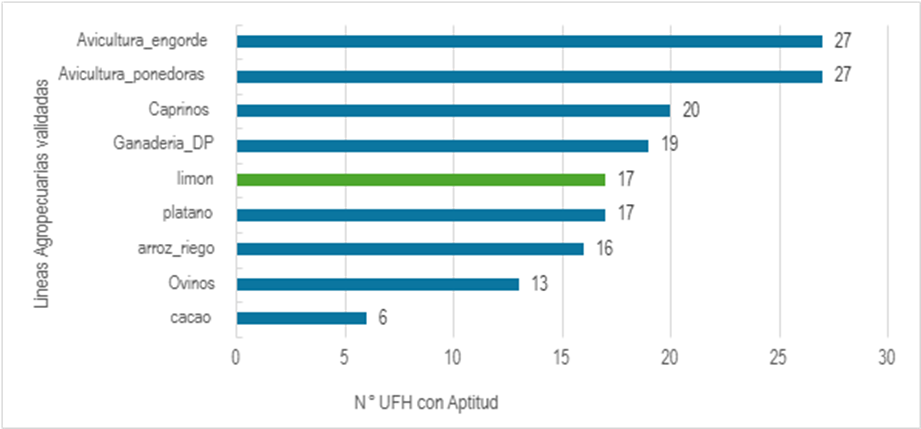 Líneas Agropecuarias validadas
Avicultura_engorde 27
Avicultura_ponedoras 27
Caprinos 20
Ganaderia_DP 19
limon 17
platano 17
arroz_riego 16
Ovinos 13
cacao 6
0 5 10 15 20 25 30
N° UFH con Aptitud